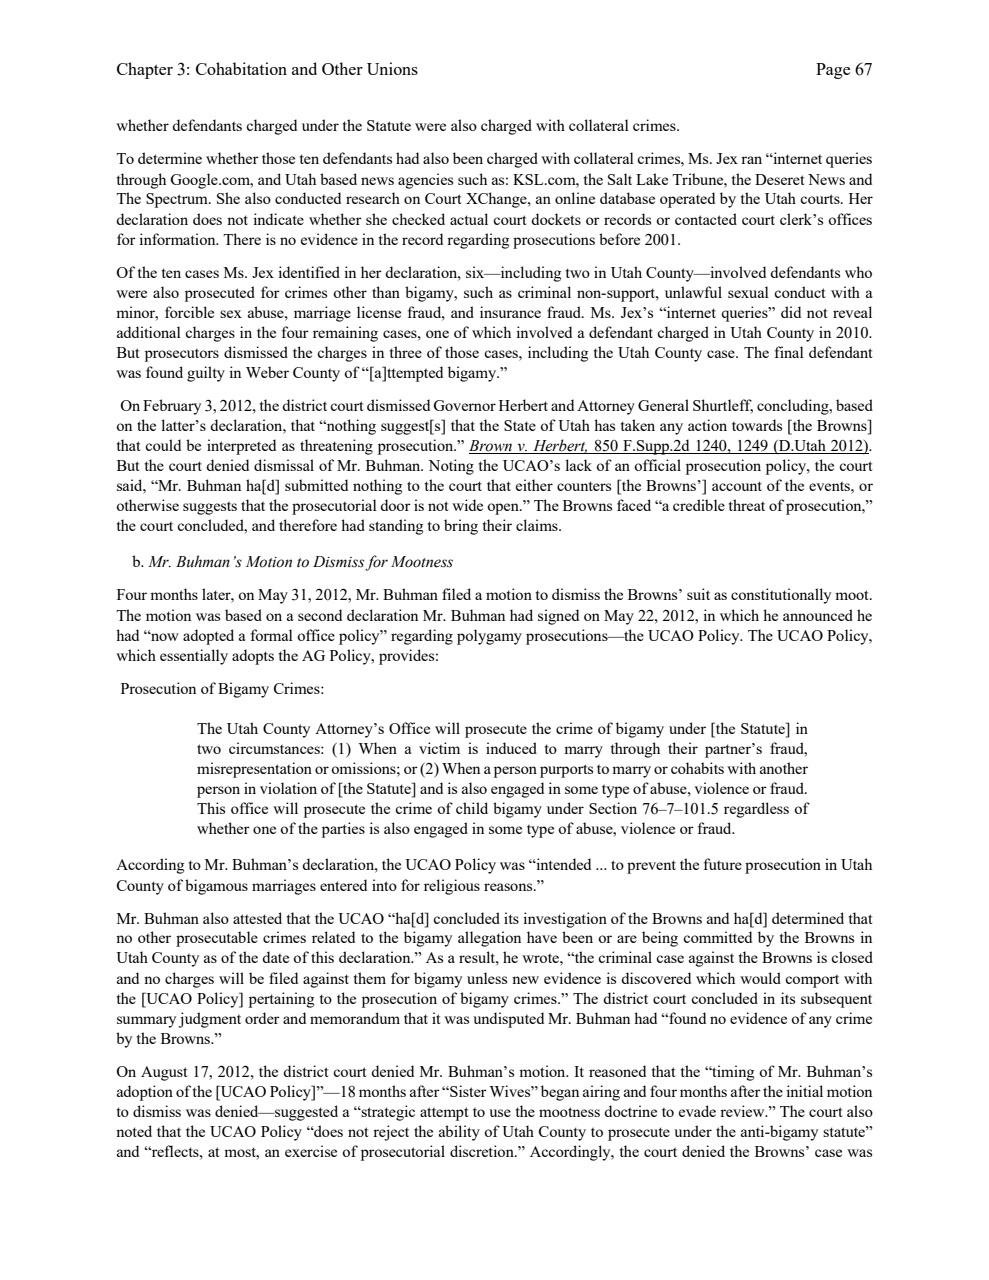 Chapter 3: Cohabitation and Other Unions Page 67
whether defendants charged under the Statute were also charged with collateral crimes.
To determine whether those ten defendants had also been charged with collateral crimes, Ms. Jex ran “internet queries
through Google.com, and Utah based news agencies such as: KSL.com, the Salt Lake Tribune, the Deseret News and
The Spectrum. She also conducted research on Court XChange, an online database operated by the Utah courts. Her
declaration does not indicate whether she checked actual court dockets or records or contacted court clerk’s offices
for information. There is no evidence in the record regarding prosecutions before 2001.
Of the ten cases Ms. Jex identified in her declaration, six—including two in Utah County—involved defendants who
were also prosecuted for crimes other than bigamy, such as criminal non-support, unlawful sexual conduct with a
minor, forcible sex abuse, marriage license fraud, and insurance fraud. Ms. Jex’s “internet queries” did not reveal
additional charges in the four remaining cases, one of which involved a defendant charged in Utah County in 2010.
But prosecutors dismissed the charges in three of those cases, including the Utah County case. The final defendant
was found guilty in Weber County of “[a]ttempted bigamy.”
On February 3, 2012, the district court dismissed Governor Herbert and Attorney General Shurtleff, concluding, based
on the latter’s declaration, that “nothing suggest[s] that the State of Utah has taken any action towards [the Browns]
that could be interpreted as threatening prosecution.” Brown v. Herbert, 850 F.Supp.2d 1240, 1249 (D.Utah 2012).
But the court denied dismissal of Mr. Buhman. Noting the UCAO’s lack of an official prosecution policy, the court
said, “Mr. Buhman ha[d] submitted nothing to the court that either counters [the Browns’] account of the events, or
otherwise suggests that the prosecutorial door is not wide open.” The Browns faced “a credible threat of prosecution,”
the court concluded, and therefore had standing to bring their claims.
b. Mr. Buhman’s Motion to Dismiss for Mootness
Four months later, on May 31, 2012, Mr. Buhman filed a motion to dismiss the Browns’ suit as constitutionally moot.
The motion was based on a second declaration Mr. Buhman had signed on May 22, 2012, in which he announced he
had “now adopted a formal office policy” regarding polygamy prosecutions—the UCAO Policy. The UCAO Policy,
which essentially adopts the AG Policy, provides:
Prosecution of Bigamy Crimes:
The Utah County Attorney’s Office will prosecute the crime of bigamy under [the Statute] in
two circumstances: (1) When a victim is induced to marry through their partner’s fraud,
misrepresentation or omissions; or (2) When a person purports to marry or cohabits with another
person in violation of [the Statute] and is also engaged in some type of abuse, violence or fraud.
This office will prosecute the crime of child bigamy under Section 76–7–101.5 regardless of
whether one of the parties is also engaged in some type of abuse, violence or fraud.
According to Mr. Buhman’s declaration, the UCAO Policy was “intended ... to prevent the future prosecution in Utah
County of bigamous marriages entered into for religious reasons.”
Mr. Buhman also attested that the UCAO “ha[d] concluded its investigation of the Browns and ha[d] determined that
no other prosecutable crimes related to the bigamy allegation have been or are being committed by the Browns in
Utah County as of the date of this declaration.” As a result, he wrote, “the criminal case against the Browns is closed
and no charges will be filed against them for bigamy unless new evidence is discovered which would comport with
the [UCAO Policy] pertaining to the prosecution of bigamy crimes.” The district court concluded in its subsequent
summary judgment order and memorandum that it was undisputed Mr. Buhman had “found no evidence of any crime
by the Browns.”
On August 17, 2012, the district court denied Mr. Buhman’s motion. It reasoned that the “timing of Mr. Buhman’s
adoption of the [UCAO Policy]”—18 months after “Sister Wives” began airing and four months after the initial motion
to dismiss was denied—suggested a “strategic attempt to use the mootness doctrine to evade review.” The court also
noted that the UCAO Policy “does not reject the ability of Utah County to prosecute under the anti-bigamy statute”
and “reflects, at most, an exercise of prosecutorial discretion.” Accordingly, the court denied the Browns’ case was